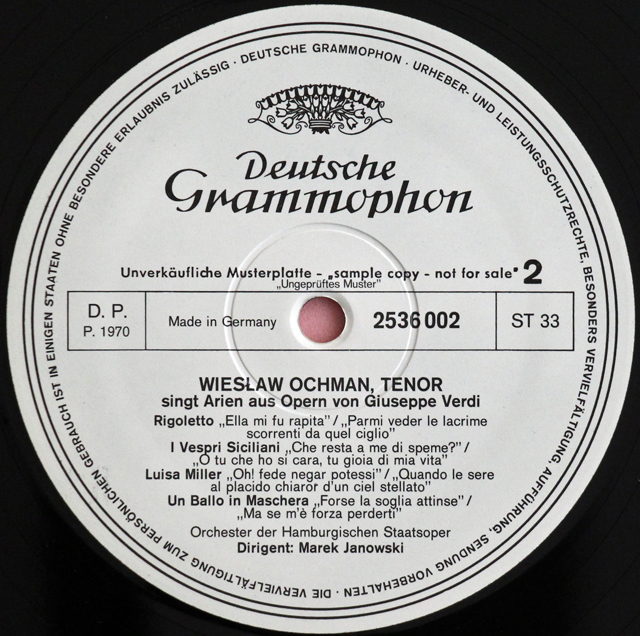 URHEBER- UND LEISTUNGSSCHUTZRECHTE, BESONDERS VERVIELFÄLTIGUNG, AUFFÜHRUNG, SENDUNG VORBEHALTEN · DIE VERVIELFÄLTIGUNG ZUM PERSÖNLICHEN GEBRAUCH IST IN EINIGEN STAATEN OHNE BESONDERE ERLAUBNIS ZULÄSSIG · DEUTSCHE GRAMMOPHON ·
Deutsche
Grammophon
Unverkäufliche Musterplatte – „sample copy - not for sale" 2
„Ungeprüftes Muster"
D. P.
P. 1970
Made in Germany
2536 002
ST 33
WIESŁAW OCHMAN, TENOR
singt Arien aus Opern von Giuseppe Verdi
Rigoletto „Ella mi fu rapita"/„Parmi veder le lacrime
scorrenti da quel ciglio"
I Vespri Siciliani „Che resta a me di speme?"/
„O tu che ho si cara, tu gioia di mia vita"
Luisa Miller „Oh! fede negar potessi"/„Quando le sere
al placido chiaror d'un ciel stellato"
Un Ballo in Maschera „Forse la soglia attinse"/
„Ma se m'è forza perderti"
Orchester der Hamburgischen Staatsoper
Dirigent: Marek Janowski